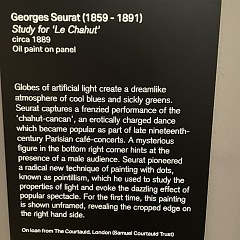 Georges Seurat (1859 - 1891)
Study for 'Le Chahut'
circa 1889
Oil paint on panel
Globes of artificial light create a dreamlike
atmosphere of cool blues and sickly greens.
Seurat captures a frenzied performance of the
'chahut-cancan', an erotically charged dance
which became popular as part of late nineteenth-
century Parisian café-concerts. A mysterious
figure in the bottom right corner hints at the
presence of a male audience. Seurat pioneered
a radical new technique of painting with dots,
known as pointillism, which he used to study the
properties of light and evoke the dazzling effect of
popular spectacle. For the first time, this painting
is shown unframed, revealing the cropped edge on
the right hand side.
On loan from The Courtauld, London (Samuel Courtauld Trust)